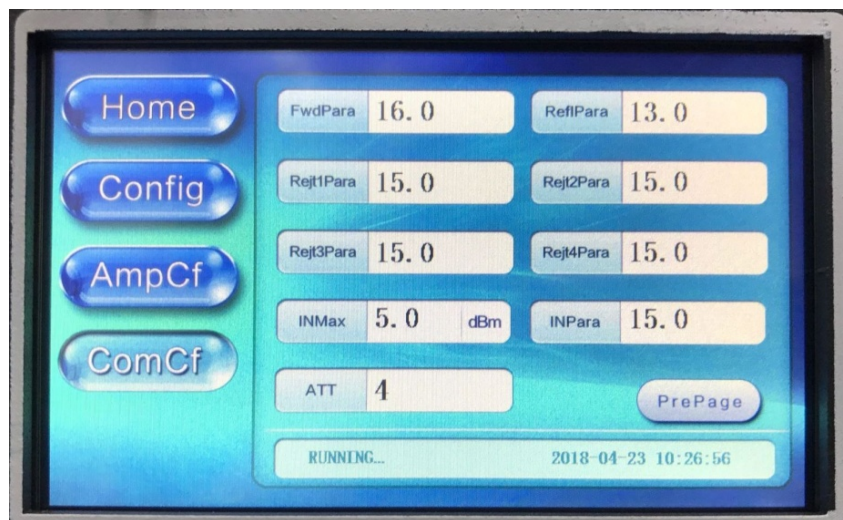 Home
Config
AmpCf
ComCf
FwdPara 16.0
ReflPara 13.0
Rejt1Para 15.0
Rejt2Para 15.0
Rejt3Para 15.0
Rejt4Para 15.0
INMax 5.0 dBm
INPara 15.0
ATT 4
PrePage
RUNNING... 2018-04-23 10:26:56